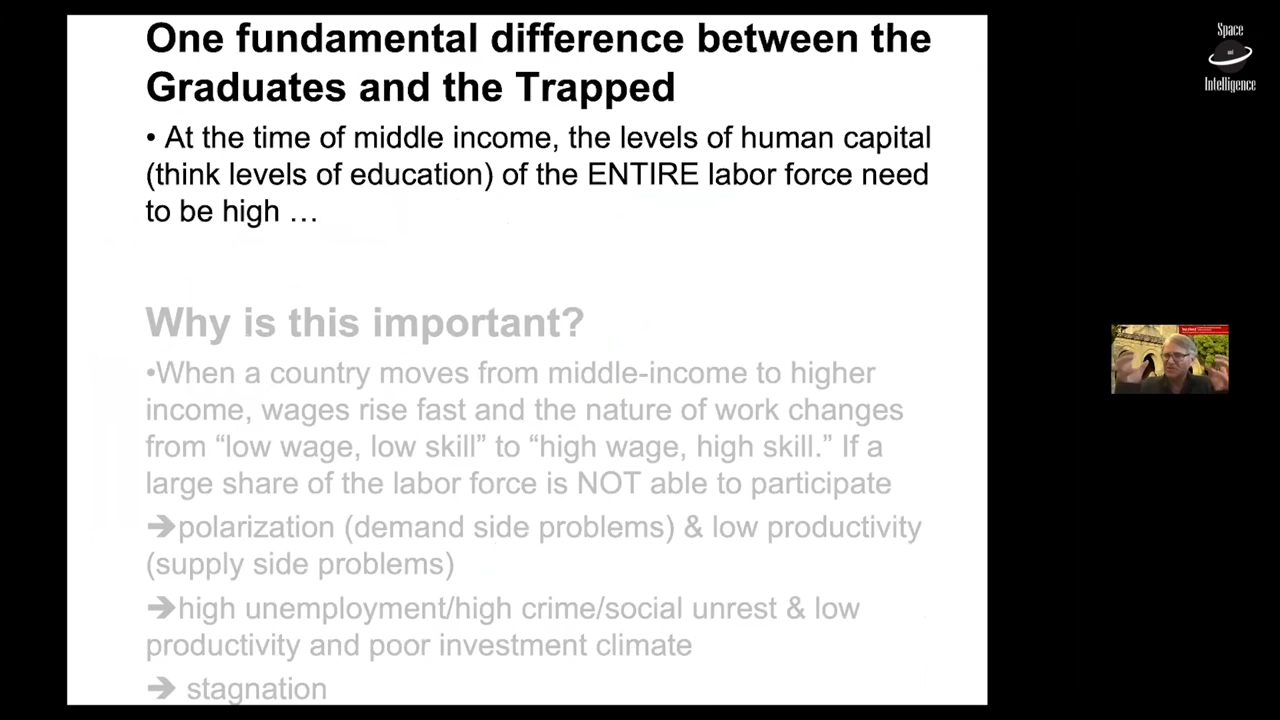 One fundamental difference between the
Graduates and the Trapped
• At the time of middle income, the levels of human capital
(think levels of education) of the ENTIRE labor force need
to be high …
Why is this important?
•When a country moves from middle-income to higher
income, wages rise fast and the nature of work changes
from “low wage, low skill” to “high wage, high skill.” If a
large share of the labor force is NOT able to participate
➔polarization (demand side problems) & low productivity
(supply side problems)
➔high unemployment/high crime/social unrest & low
productivity and poor investment climate
➔ stagnation
Space
and
Intelligence